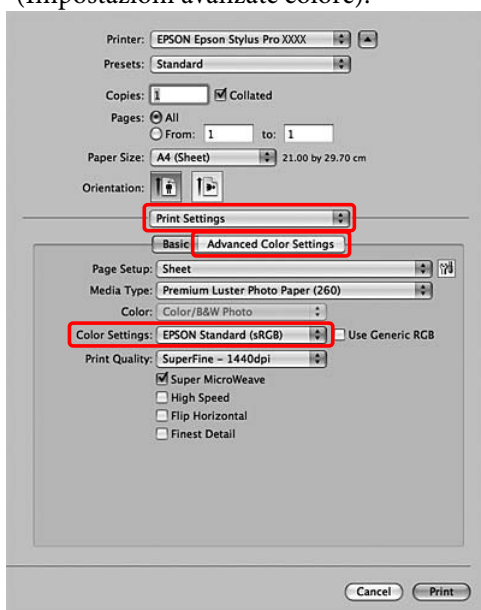 (Impostazioni avanzate colore).
Printer: EPSON Epson Stylus Pro XXXX
Presets: Standard
Copies: 1 Collated
Pages: All
From: 1 to: 1
Paper Size: A4 (Sheet) 21.00 by 29.70 cm
Orientation:
Print Settings
Basic Advanced Color Settings
Page Setup: Sheet
Media Type: Premium Luster Photo Paper (260)
Color: Color/B&W Photo
Color Settings: EPSON Standard (sRGB) Use Generic RGB
Print Quality: SuperFine – 1440dpi
Super MicroWeave
High Speed
Flip Horizontal
Finest Detail
Cancel Print